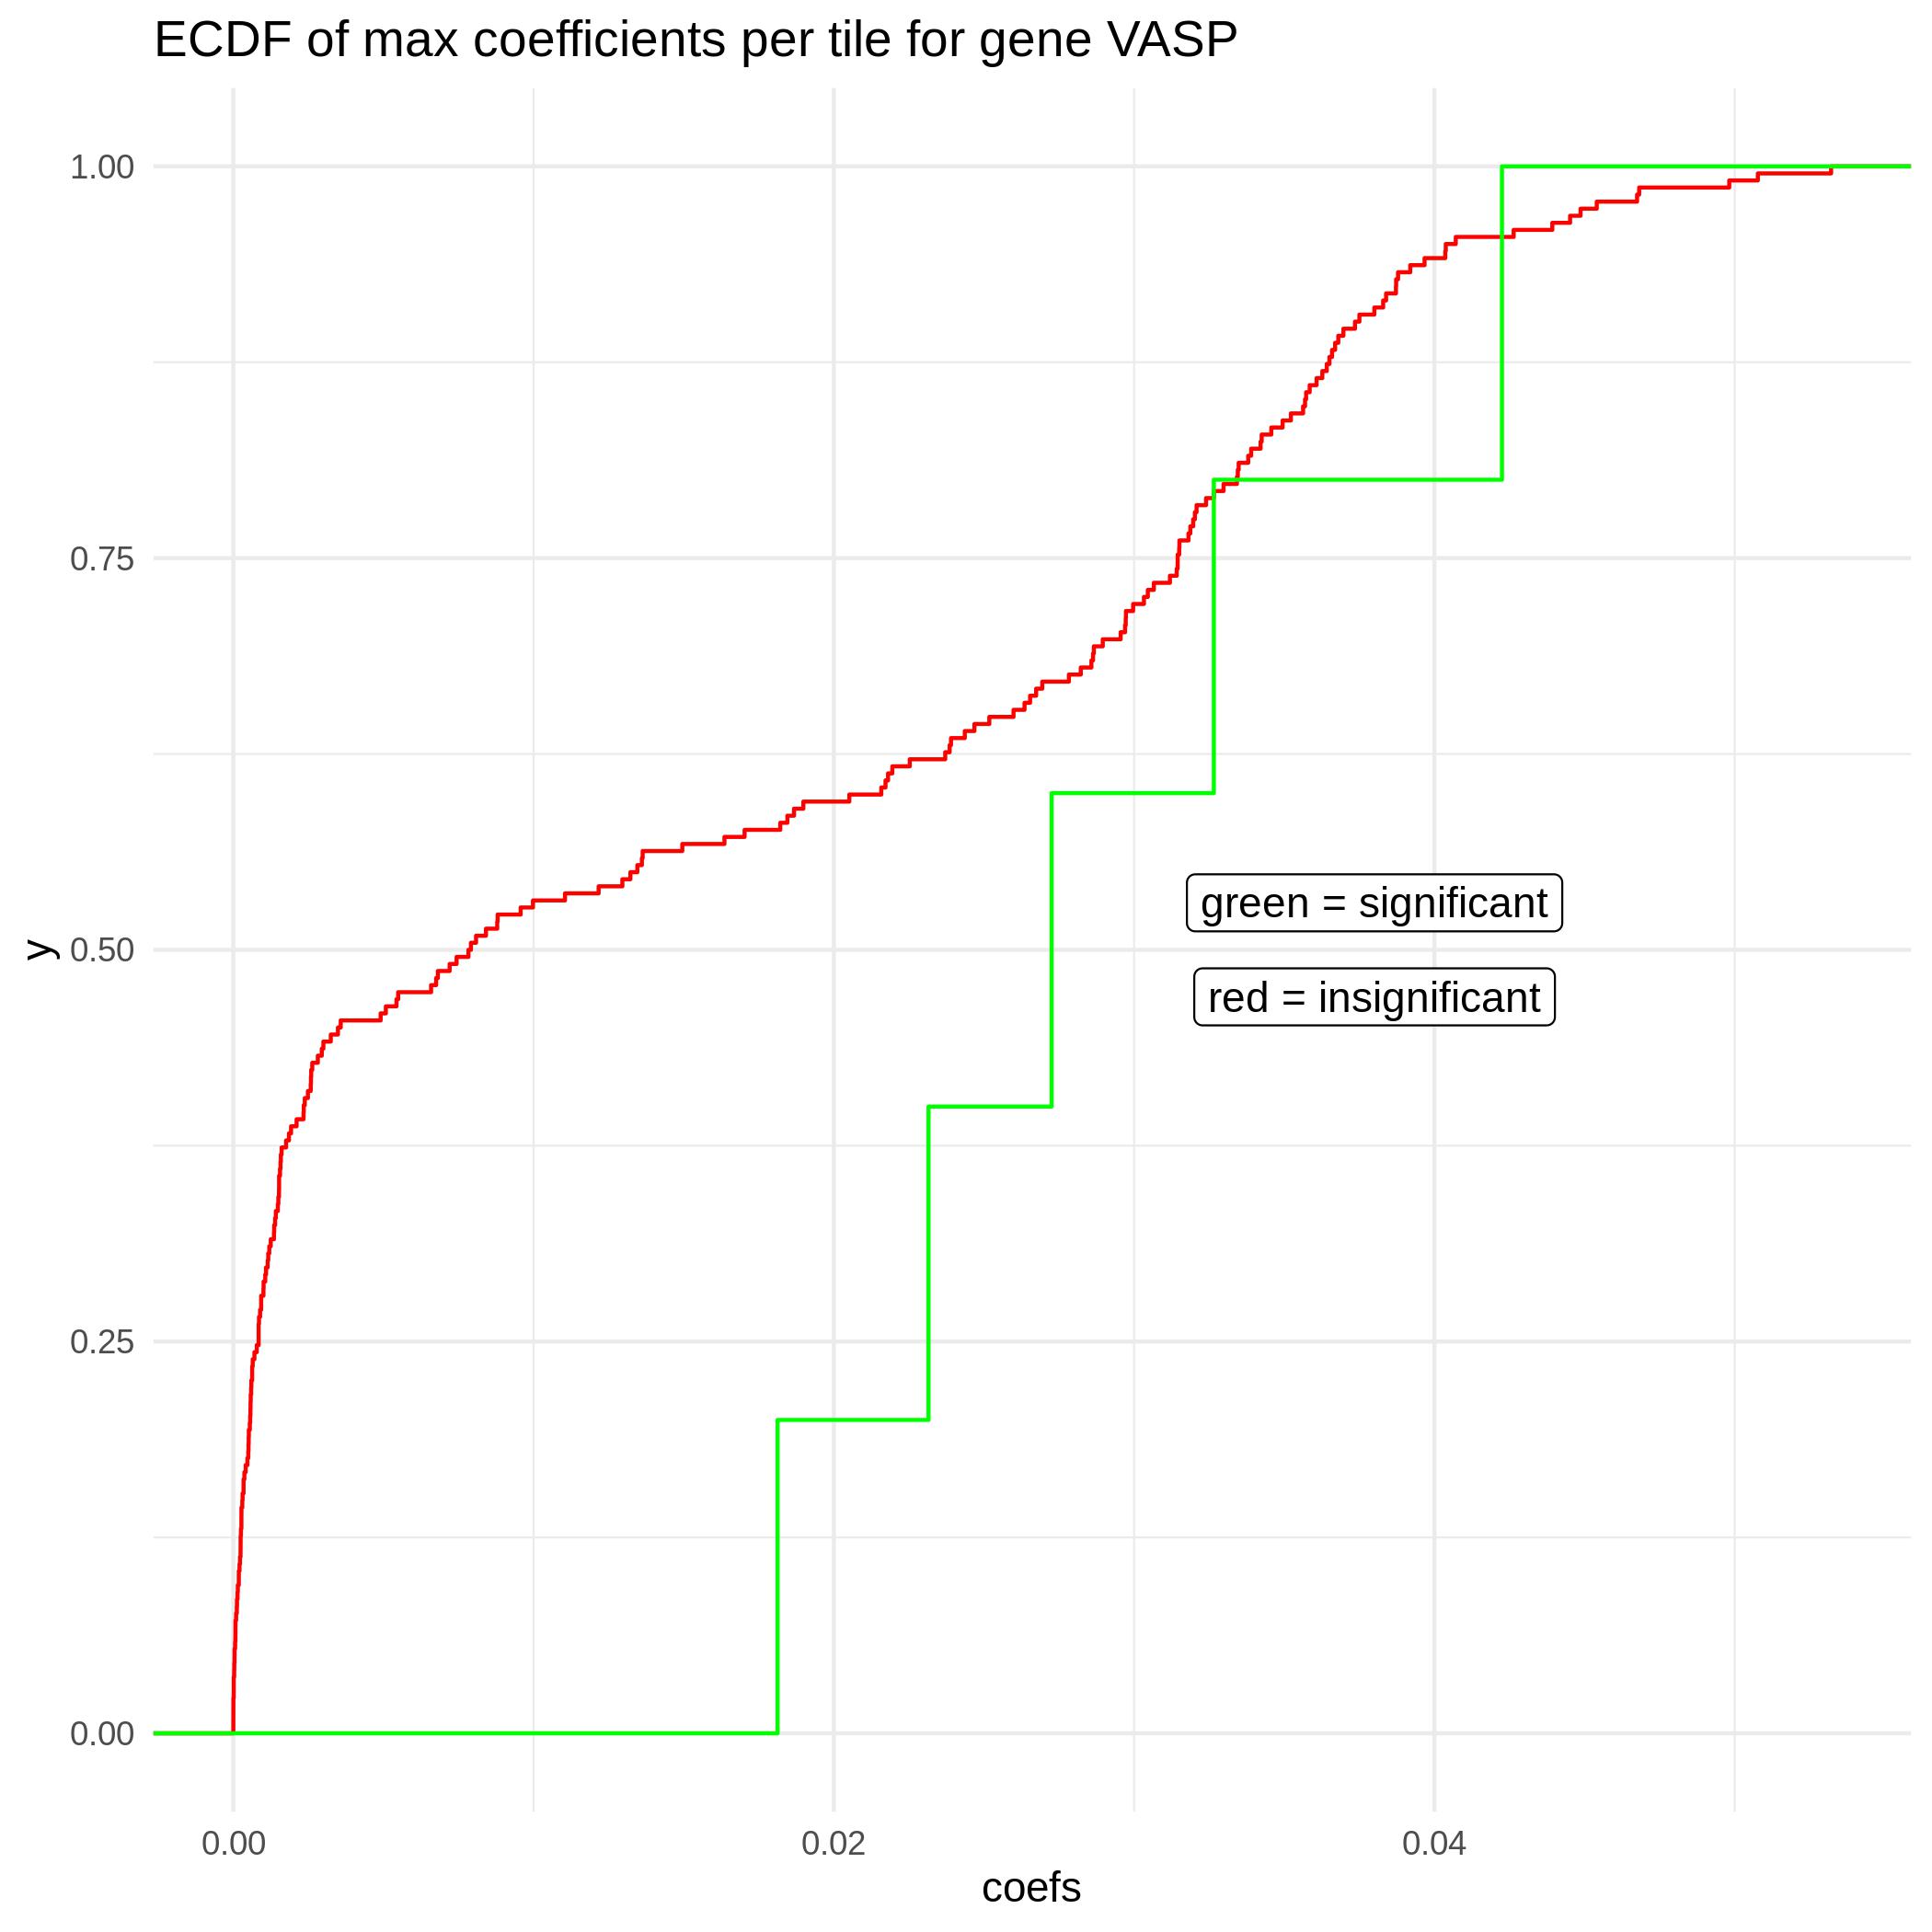 ECDF of max coefficients per tile for gene VASP
1.00
0.75
0.50
0.25
0.00
y
green = significant
red = insignificant
0.00 0.02 0.04
coefs